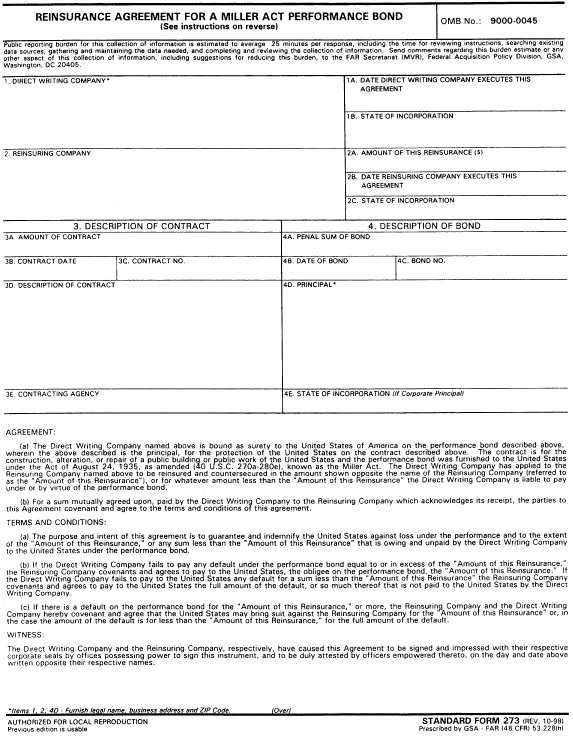 REINSURANCE AGREEMENT FOR A MILLER ACT PERFORMANCE BOND
(See instructions on reverse)
OMB No.: 9000-0045
Public reporting burden for this collection of information is estimated to average 25 minutes per response, including the time for reviewing instructions, searching existing
data sources, gathering and maintaining the data needed, and completing and reviewing the collection of information. Send comments regarding this burden estimate or any
other aspect of this collection of information, including suggestions for reducing this burden, to the FAR Secretariat (MVR), Federal Acquisition Policy Division, GSA,
Washington, DC 20405.
1. DIRECT WRITING COMPANY*
1A. DATE DIRECT WRITING COMPANY EXECUTES THIS
AGREEMENT
1B. STATE OF INCORPORATION
2. REINSURING COMPANY
2A. AMOUNT OF THIS REINSURANCE ($)
2B. DATE REINSURING COMPANY EXECUTES THIS
AGREEMENT
2C. STATE OF INCORPORATION
3. DESCRIPTION OF CONTRACT
4. DESCRIPTION OF BOND
3A. AMOUNT OF CONTRACT
4A. PENAL SUM OF BOND
3B. CONTRACT DATE
3C. CONTRACT NO.
4B. DATE OF BOND
4C. BOND NO.
3D. DESCRIPTION OF CONTRACT
4D. PRINCIPAL*
3E. CONTRACTING AGENCY
4E. STATE OF INCORPORATION (If Corporate Principal)
AGREEMENT:
(a) The Direct Writing Company named above is bound as surety to the United States of America on the performance bond described above,
wherein the above described is the principal, for the protection of the United States on the contract described above. The contract is for the
construction, alteration, or repair of a public building or public work of the United States and the performance bond was furnished to the United States
under the Act of August 24, 1935, as amended (40 U.S.C. 270a-280e), known as the Miller Act. The Direct Writing Company has applied to the
Reinsuring Company named above to be reinsured and countersecured in the amount shown opposite the name of the Reinsuring Company (referred to
as the "Amount of this Reinsurance"), or for whatever amount less than the "Amount of this Reinsurance" the Direct Writing Company is liable to pay
under or by virtue of the performance bond.
(b) For a sum mutually agreed upon, paid by the Direct Writing Company to the Reinsuring Company which acknowledges its receipt, the parties to
this Agreement covenant and agree to the terms and conditions of this agreement.
TERMS AND CONDITIONS:
(a) The purpose and intent of this agreement is to guarantee and indemnify the United States against loss under the performance and to the extent
of the "Amount of this Reinsurance," or any sum less than the "Amount of this Reinsurance" that is owing and unpaid by the Direct Writing Company
to the United States under the performance bond.
(b) If the Direct Writing Company fails to pay any default under the performance bond equal to or in excess of the "Amount of this Reinsurance,"
the Reinsuring Company covenants and agrees to pay to the United States, the obligee on the performance bond, the "Amount of this Reinsurance." If
the Direct Writing Company fails to pay to the United States any default for a sum less than the "Amount of this Reinsurance" the Reinsuring Company
covenants and agrees to pay to the United States the full amount of the default, or so much thereof that is not paid to the United States by the Direct
Writing Company.
(c) If there is a default on the performance bond for the "Amount of this Reinsurance," or more, the Reinsuring Company and the Direct Writing
Company hereby covenant and agree that the United States may bring suit against the Reinsuring Company for the "Amount of this Reinsurance" or, in
the case the amount of the default is for less than the "Amount of this Reinsurance," for the full amount of the default.
WITNESS:
The Direct Writing Company and the Reinsuring Company, respectively, have caused this Agreement to be signed and impressed with their respective
corporate seals by offices possessing power to sign this instrument, and to be duly attested by officers empowered thereto, on the day and date above
written opposite their respective names.
*Items 1, 2, 4D - Furnish legal name, business address and ZIP Code.
(Over)
AUTHORIZED FOR LOCAL REPRODUCTION
Previous edition is usable
STANDARD FORM 273 (REV. 10-98)
Prescribed by GSA - FAR (48 CFR) 53.228(h)